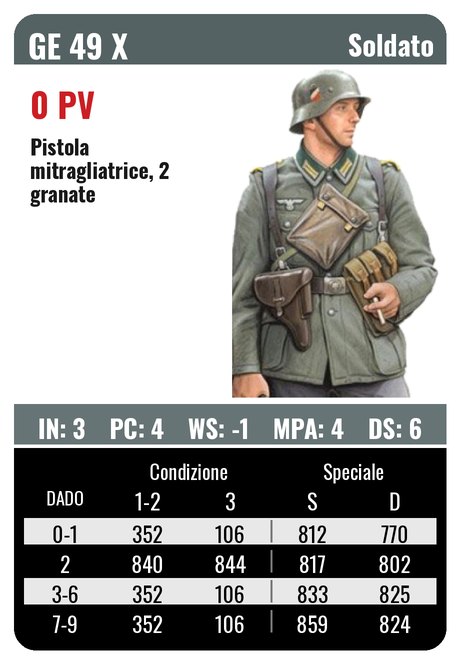 GE 49 X Soldato
0 PV
Pistola
mitragliatrice, 2
granate
IN: 3 PC: 4 WS: -1 MPA: 4 DS: 6
Condizione Speciale
DADO 1-2 3 S D
0-1 352 106 812 770
2 840 844 817 802
3-6 352 106 833 825
7-9 352 106 859 824